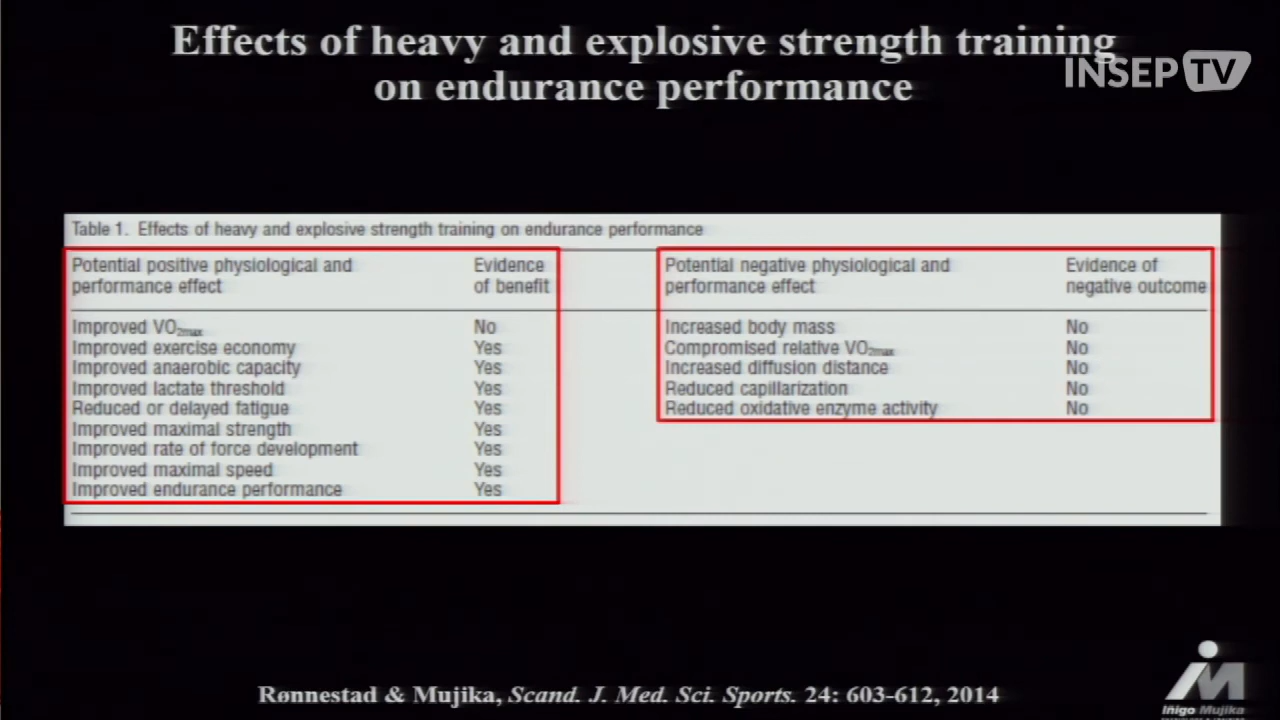 Effects of heavy and explosive strength training
on endurance performance
INSEP TV
Table 1. Effects of heavy and explosive strength training on endurance performance
Potential positive physiological and performance effect Evidence of benefit Potential negative physiological and performance effect Evidence of negative outcome
Improved VO2max No Increased body mass No
Improved exercise economy Yes Compromised relative VO2max No
Improved anaerobic capacity Yes Increased diffusion distance No
Improved lactate threshold Yes Reduced capillarization No
Reduced or delayed fatigue Yes Reduced oxidative enzyme activity No
Improved maximal strength Yes
Improved rate of force development Yes
Improved maximal speed Yes
Improved endurance performance Yes
Rønnestad & Mujika, Scand. J. Med. Sci. Sports. 24: 603-612, 2014
Iñigo Mujika